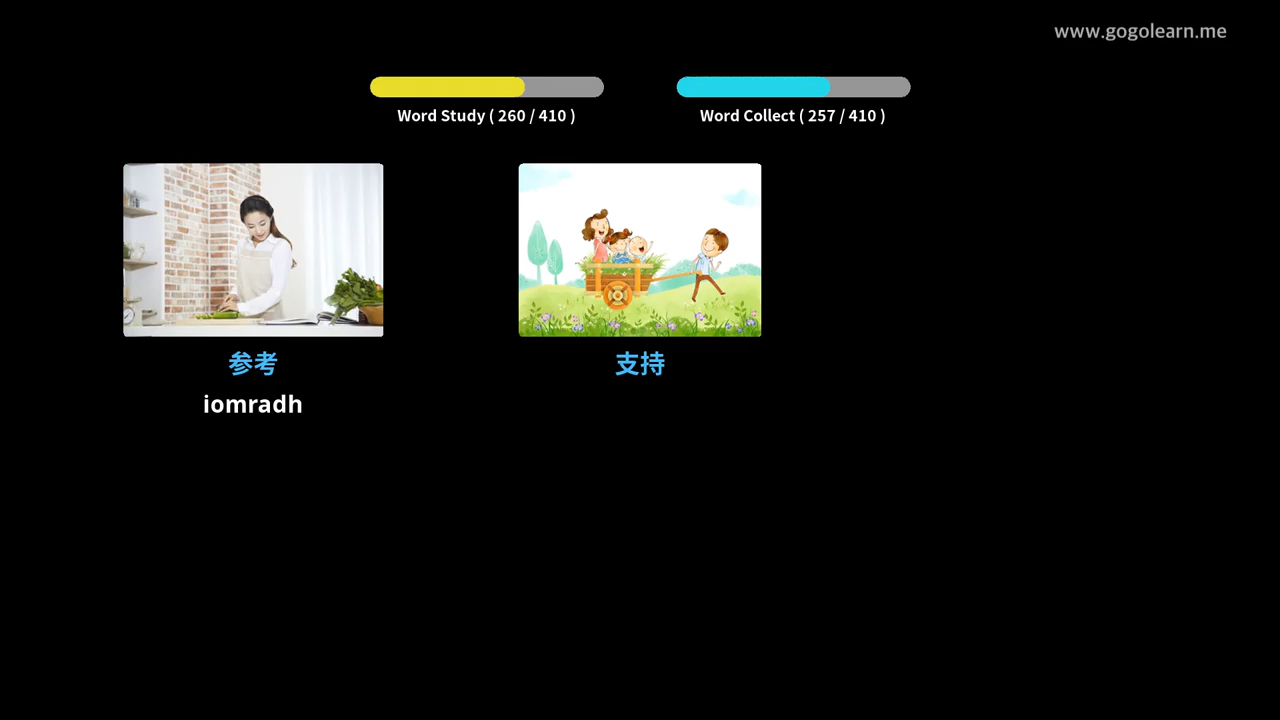 www.gogolearn.me
Word Study ( 260 / 410 )
Word Collect ( 257 / 410 )
参考
iomradh
支持